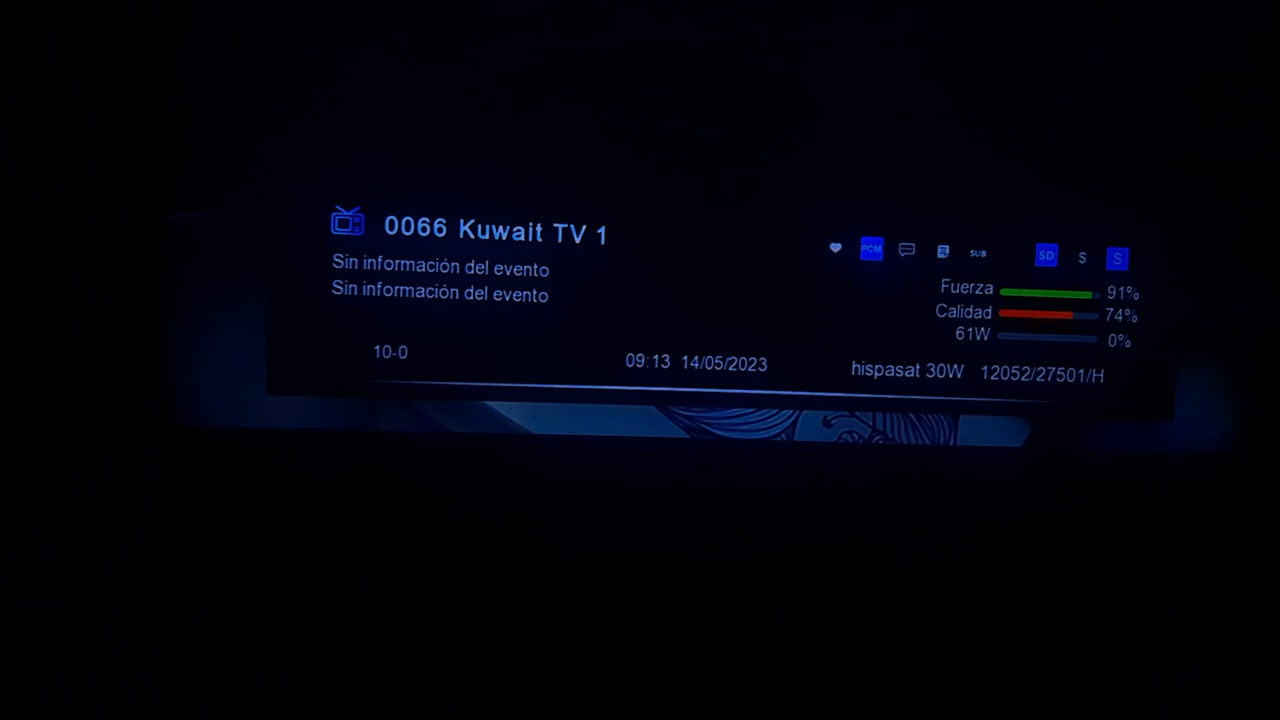 0066 Kuwait TV 1
Sin información del evento
Sin información del evento
PCM SUB SD S S
Fuerza 91%
Calidad 74%
61W 0%
10-0 09:13 14/05/2023 hispasat 30W 12052/27501/H